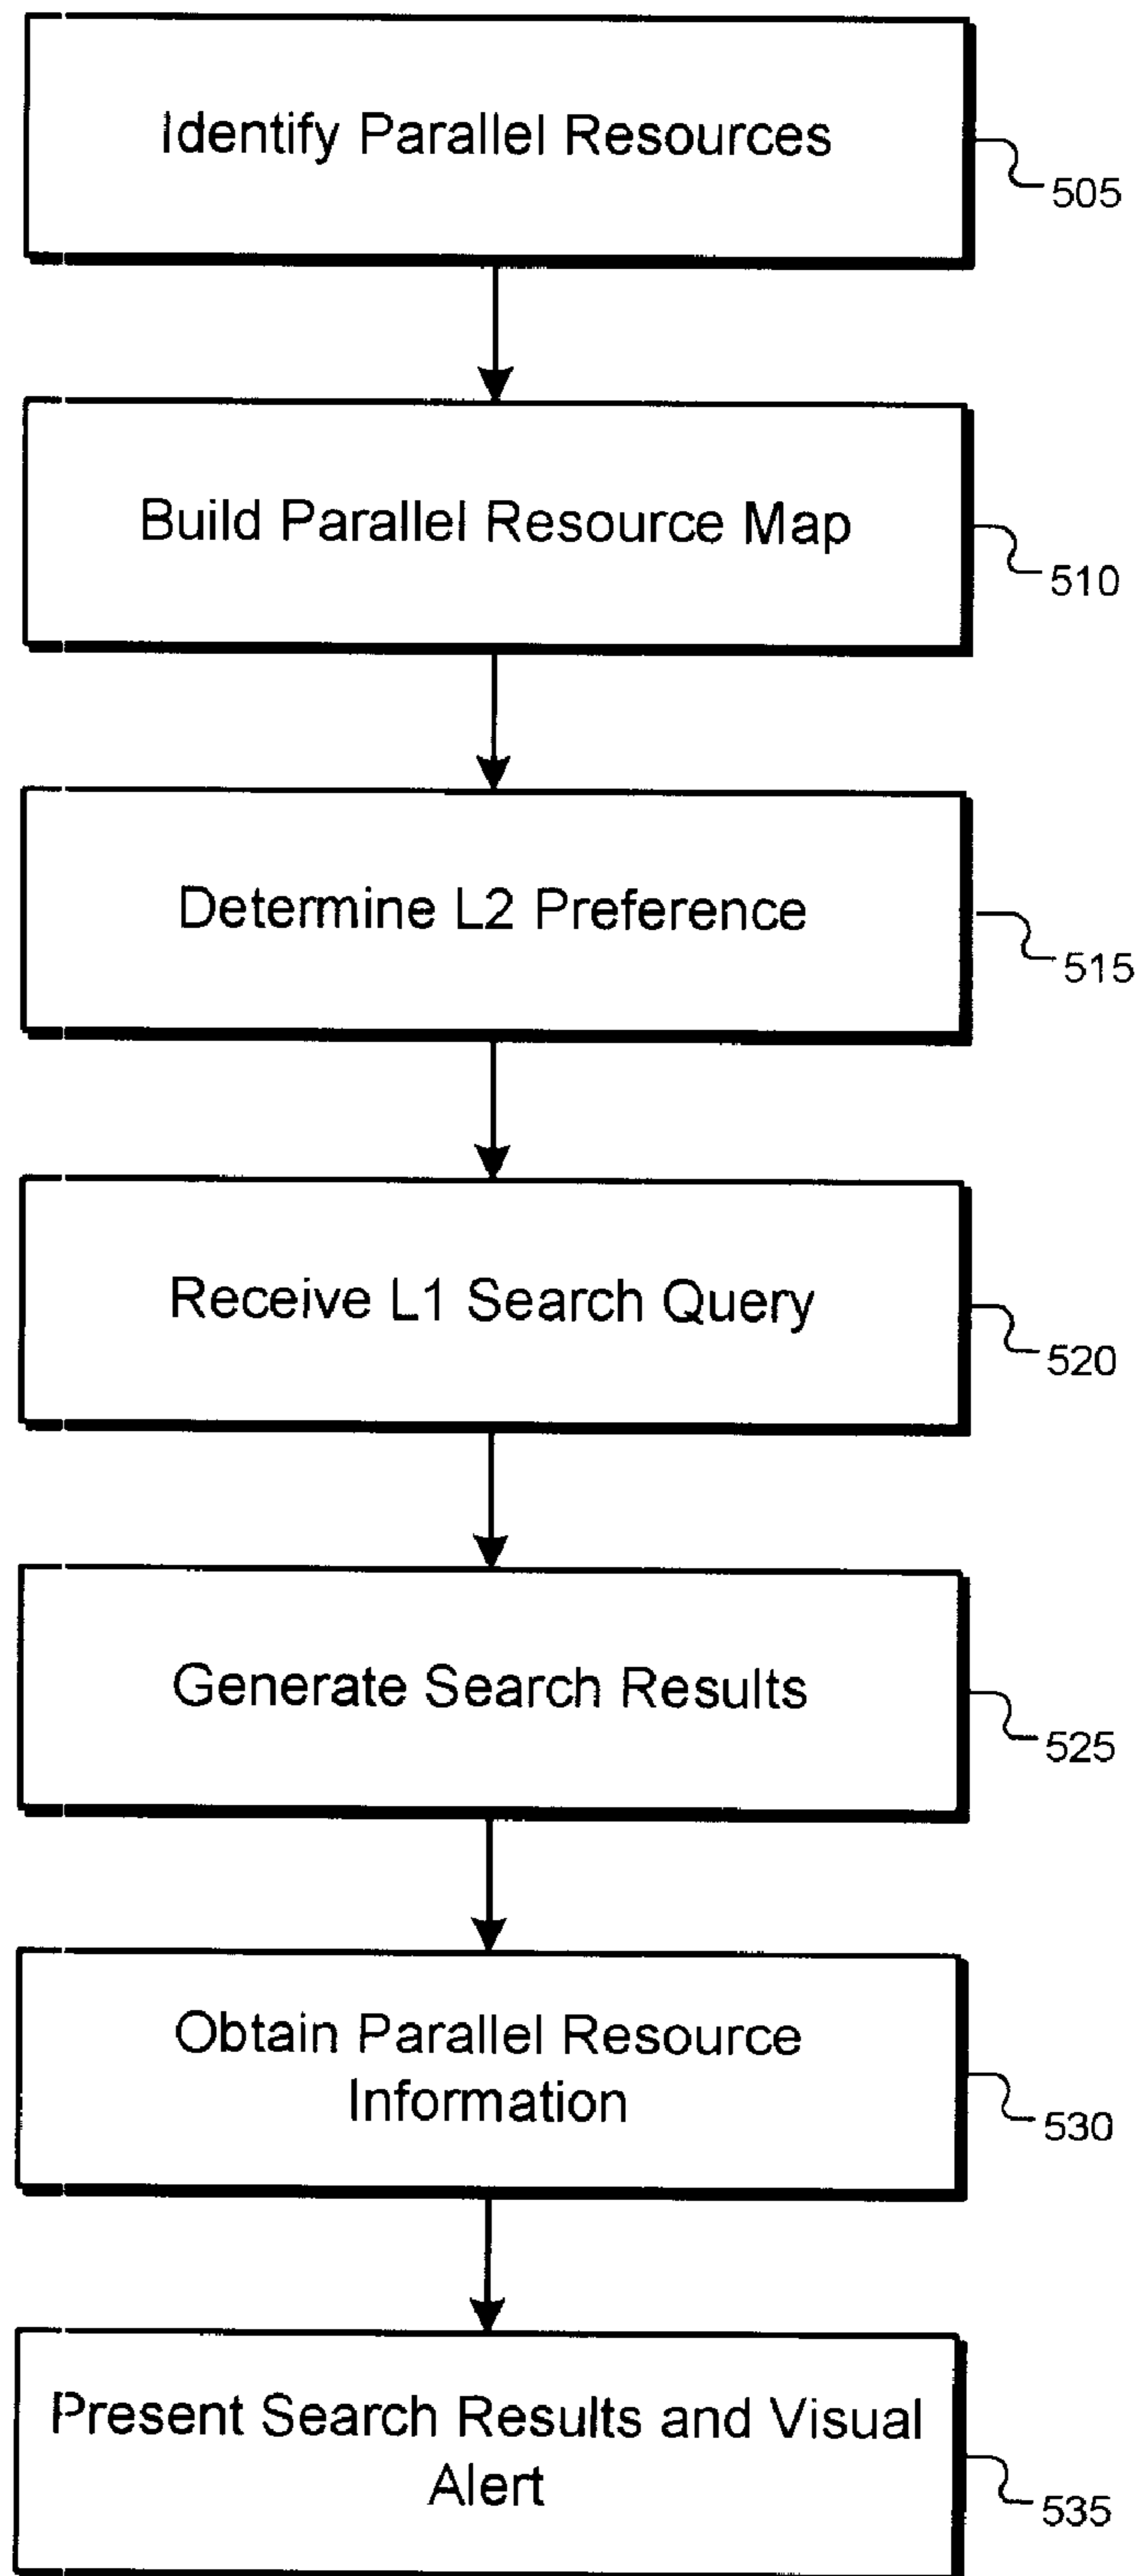 Identify Parallel Resources
505
Build Parallel Resource Map
510
Determine L2 Preference
515
Receive L1 Search Query
520
Generate Search Results
525
Obtain Parallel Resource
Information
530
Present Search Results and Visual
Alert
535